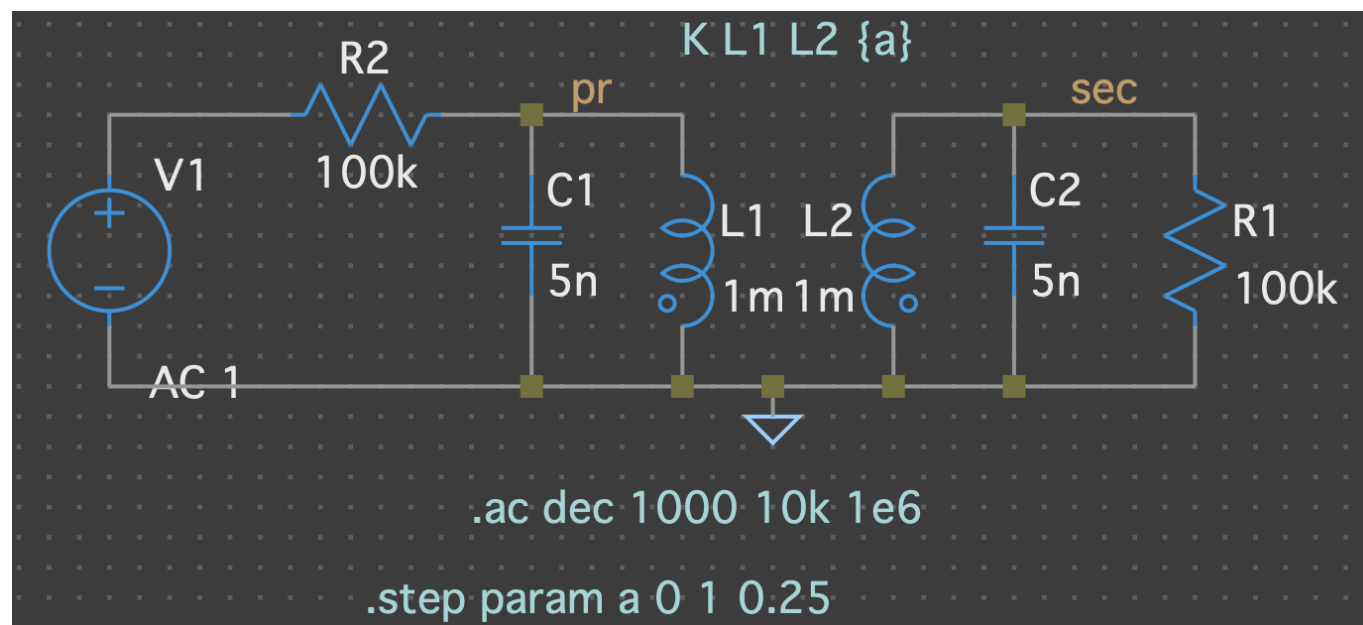 K L1 L2 {a}
R2
pr
sec
V1
100k
C1
C2
L1
L2
R1
5n
1m
1m
5n
100k
AC 1
.ac dec 1000 10k 1e6
.step param a 0 1 0.25